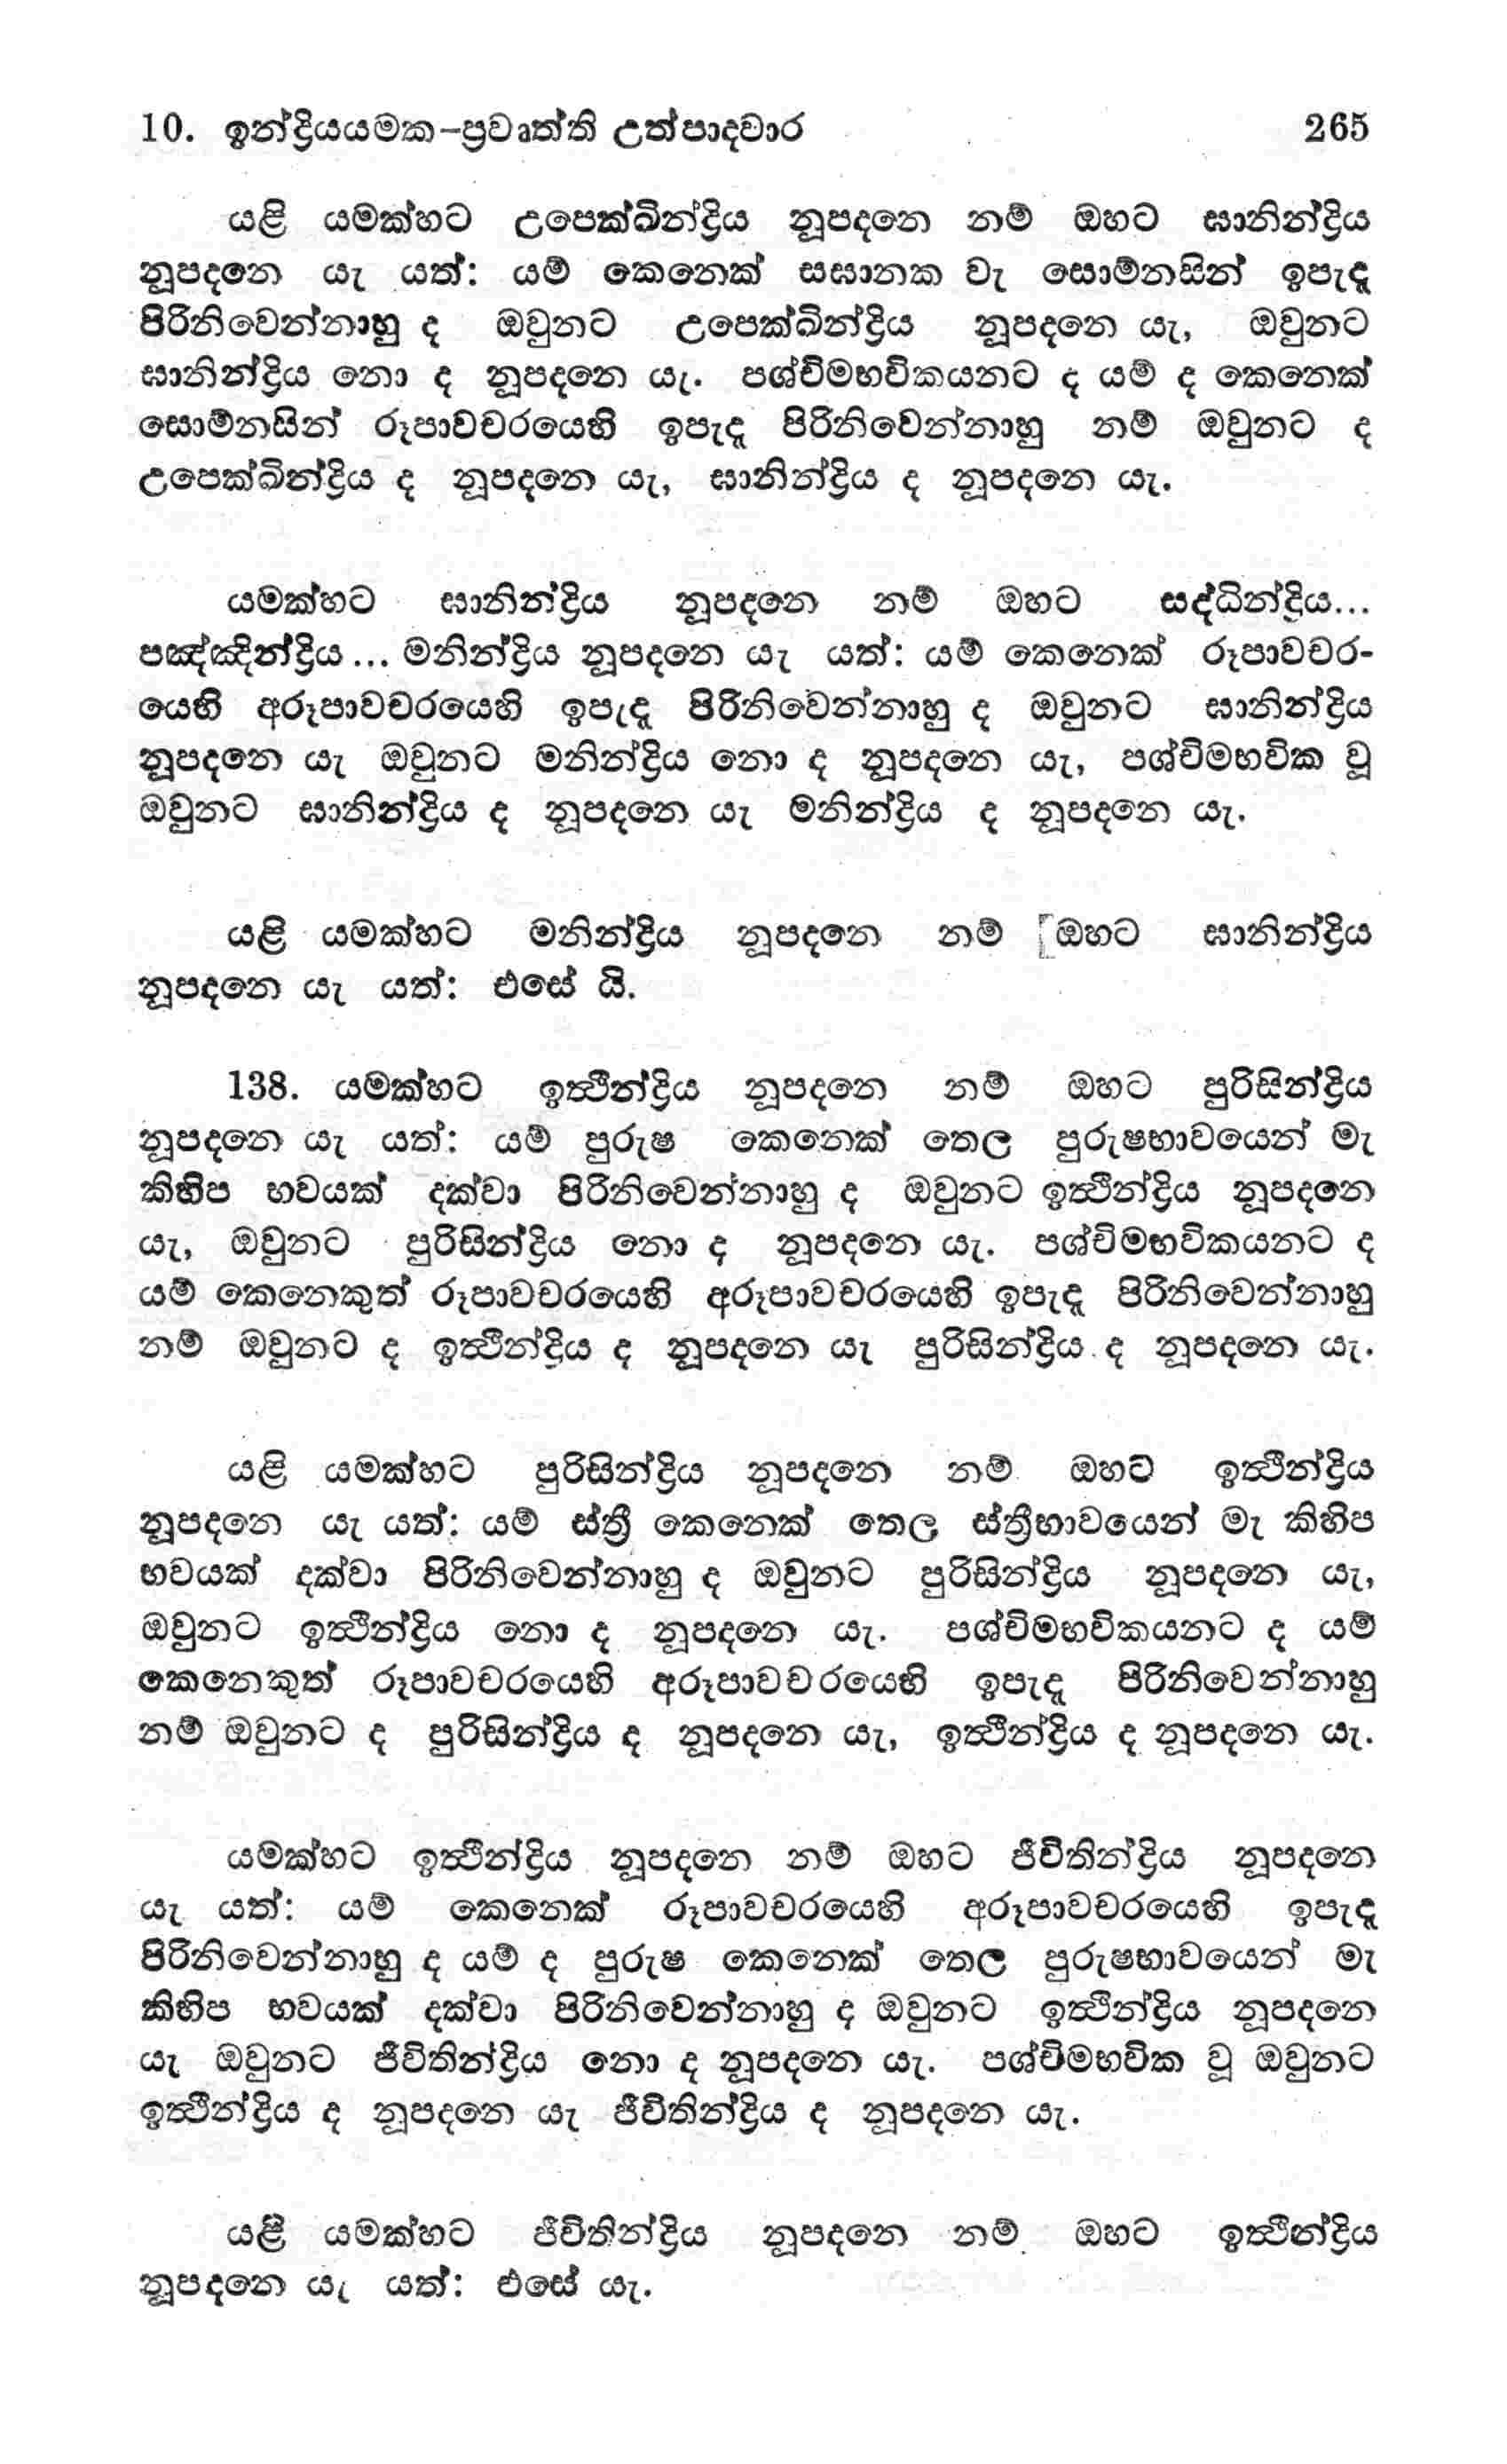 10. ඉන්ද්‍රියයමක-ප්‍රවෘත්ති උත්පාදවාර 265
යළි යමක්හට උපෙක්ඛින්ද්‍රිය නූපදනෙ නම් ඔහට ඝානින්ද්‍රිය
නූපදනෙ යැ යත්: යම් කෙනෙක් සඝානක වැ සොම්නසින් ඉපැදැ
පිරිනිවෙන්නාහු ද ඔවුනට උපෙක්ඛින්ද්‍රිය නූපදනෙ යැ, ඔවුනට
ඝානින්ද්‍රිය නො ද නූපදනෙ යැ. පශ්චිමභවිකයනට ද යම් ද කෙනෙක්
සොම්නසින් රූපාවචරයෙහි ඉපැදැ පිරිනිවෙන්නාහු නම් ඔවුනට ද
උපෙක්ඛින්ද්‍රිය ද නූපදනෙ යැ, ඝානින්ද්‍රිය ද නූපදනෙ යැ.
යමක්හට ඝානින්ද්‍රිය නූපදනෙ නම් ඔහට සද්ධින්ද්‍රිය...
පඤ්ඤින්ද්‍රිය... මනින්ද්‍රිය නූපදනෙ යැ යත්: යම් කෙනෙක් රූපාවචර-
යෙහි අරූපාවචරයෙහි ඉපැදැ පිරිනිවෙන්නාහු ද ඔවුනට ඝානින්ද්‍රිය
නූපදනෙ යැ ඔවුනට මනින්ද්‍රිය නො ද නූපදනෙ යැ, පශ්චිමභවික වූ
ඔවුනට ඝානින්ද්‍රිය ද නූපදනෙ යැ මනින්ද්‍රිය ද නූපදනෙ යැ.
යළි යමක්හට මනින්ද්‍රිය නූපදනෙ නම් [ඔහට ඝානින්ද්‍රිය
නූපදනෙ යැ යත්: එසේ යි.
138. යමක්හට ඉත්‍ථින්ද්‍රිය නූපදනෙ නම් ඔහට පුරිසින්ද්‍රිය
නූපදනෙ යැ යත්: යම් පුරුෂ කෙනෙක් තෙල පුරුෂභාවයෙන් මැ
කිහිප භවයක් දක්වා පිරිනිවෙන්නාහු ද ඔවුනට ඉත්‍ථින්ද්‍රිය නූපදනෙ
යැ, ඔවුනට පුරිසින්ද්‍රිය නො ද නූපදනෙ යැ. පශ්චිමභවිකයනට ද
යම් කෙනෙකුත් රූපාවචරයෙහි අරූපාවචරයෙහි ඉපැදැ පිරිනිවෙන්නාහු
නම් ඔවුනට ද ඉත්‍ථින්ද්‍රිය ද නූපදනෙ යැ පුරිසින්ද්‍රිය ද නූපදනෙ යැ.
යළි යමක්හට පුරිසින්ද්‍රිය නූපදනෙ නම් ඔහට ඉත්‍ථින්ද්‍රිය
නූපදනෙ යැ යත්: යම් ස්ත්‍රී කෙනෙක් තෙල ස්ත්‍රීභාවයෙන් මැ කිහිප
භවයක් දක්වා පිරිනිවෙන්නාහු ද ඔවුනට පුරිසින්ද්‍රිය නූපදනෙ යැ,
ඔවුනට ඉත්‍ථින්ද්‍රිය නො ද නූපදනෙ යැ. පශ්චිමභවිකයනට ද යම්
කෙනෙකුත් රූපාවචරයෙහි අරූපාවචරයෙහි ඉපැදැ පිරිනිවෙන්නාහු
නම් ඔවුනට ද පුරිසින්ද්‍රිය ද නූපදනෙ යැ, ඉත්‍ථින්ද්‍රිය ද නූපදනෙ යැ.
යමක්හට ඉත්‍ථින්ද්‍රිය නූපදනෙ නම් ඔහට ජීවිතින්ද්‍රිය නූපදනෙ
යැ යත්: යම් කෙනෙක් රූපාවචරයෙහි අරූපාවචරයෙහි ඉපැදැ
පිරිනිවෙන්නාහු ද යම් ද පුරුෂ කෙනෙක් තෙල පුරුෂභාවයෙන් මැ
කිහිප භවයක් දක්වා පිරිනිවෙන්නාහු ද ඔවුනට ඉත්‍ථින්ද්‍රිය නූපදනෙ
යැ ඔවුනට ජීවිතින්ද්‍රිය නො ද නූපදනෙ යැ. පශ්චිමභවික වූ ඔවුනට
ඉත්‍ථින්ද්‍රිය ද නූපදනෙ යැ ජීවිතින්ද්‍රිය ද නූපදනෙ යැ.
යළි යමක්හට ජීවිතින්ද්‍රිය නූපදනෙ නම් ඔහට ඉත්‍ථින්ද්‍රිය
නූපදනෙ යැ යත්: එසේ යැ.